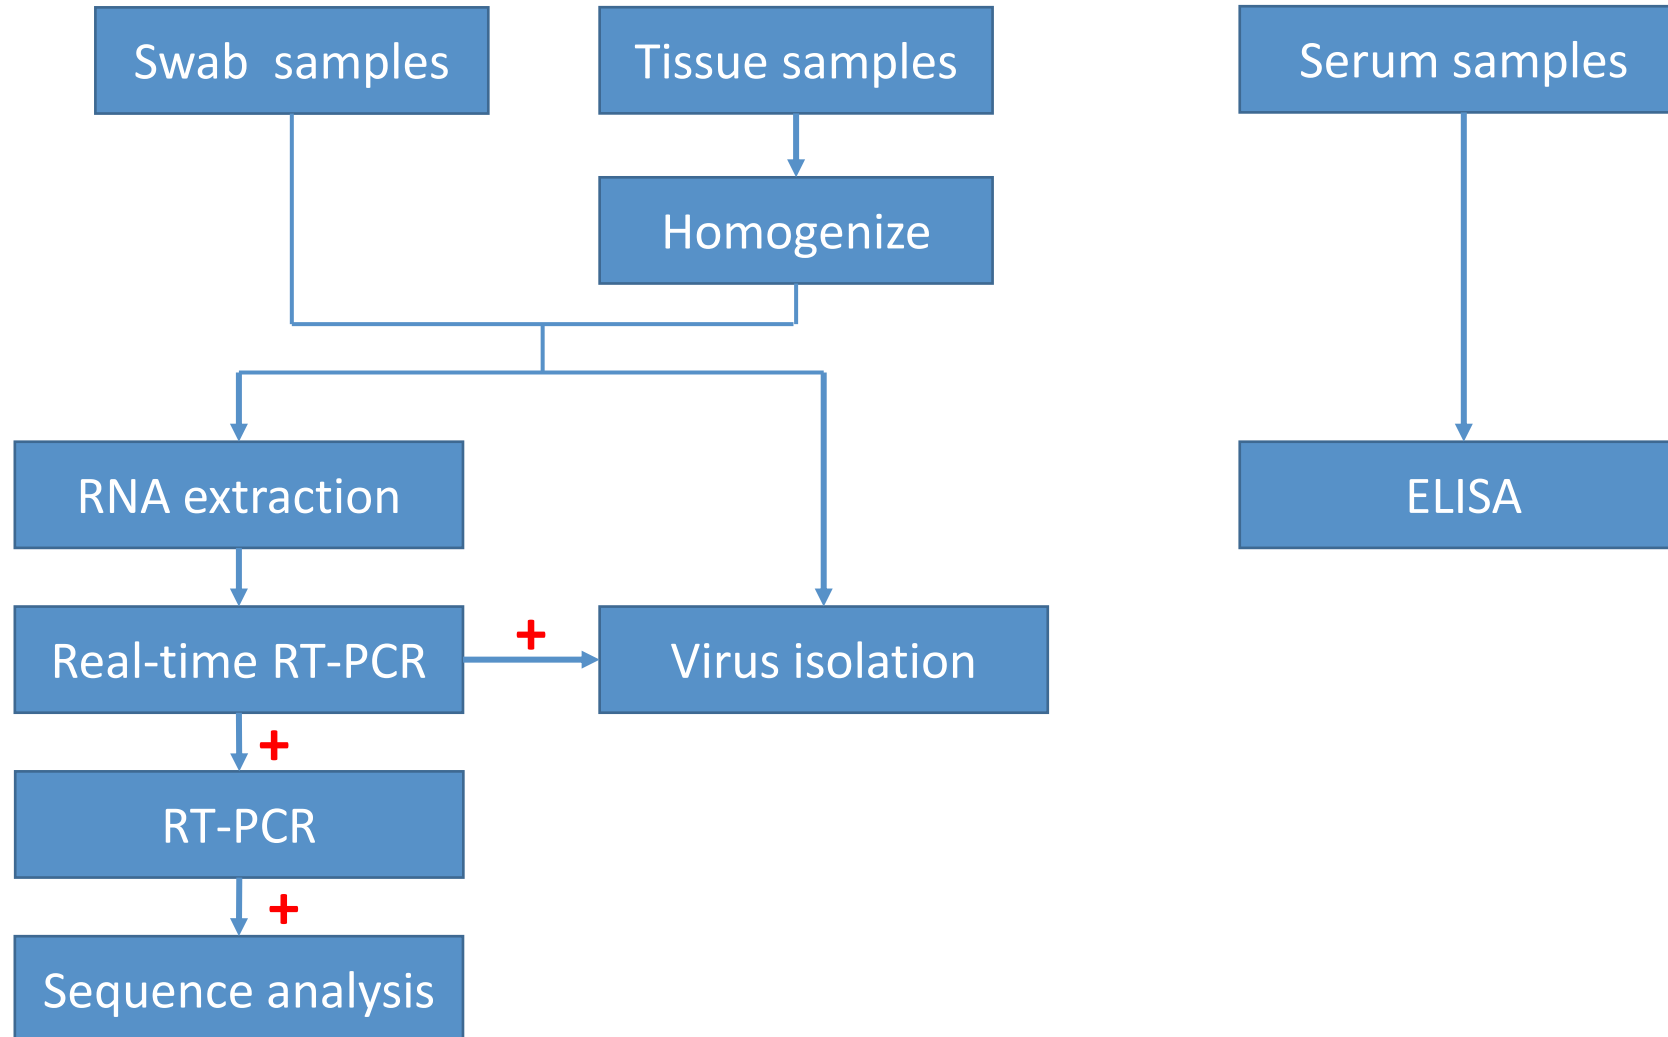 Swab samples
Tissue samples
Serum samples
Homogenize
RNA extraction
ELISA
Real-time RT-PCR
+
Virus isolation
+
RT-PCR
+
Sequence analysis